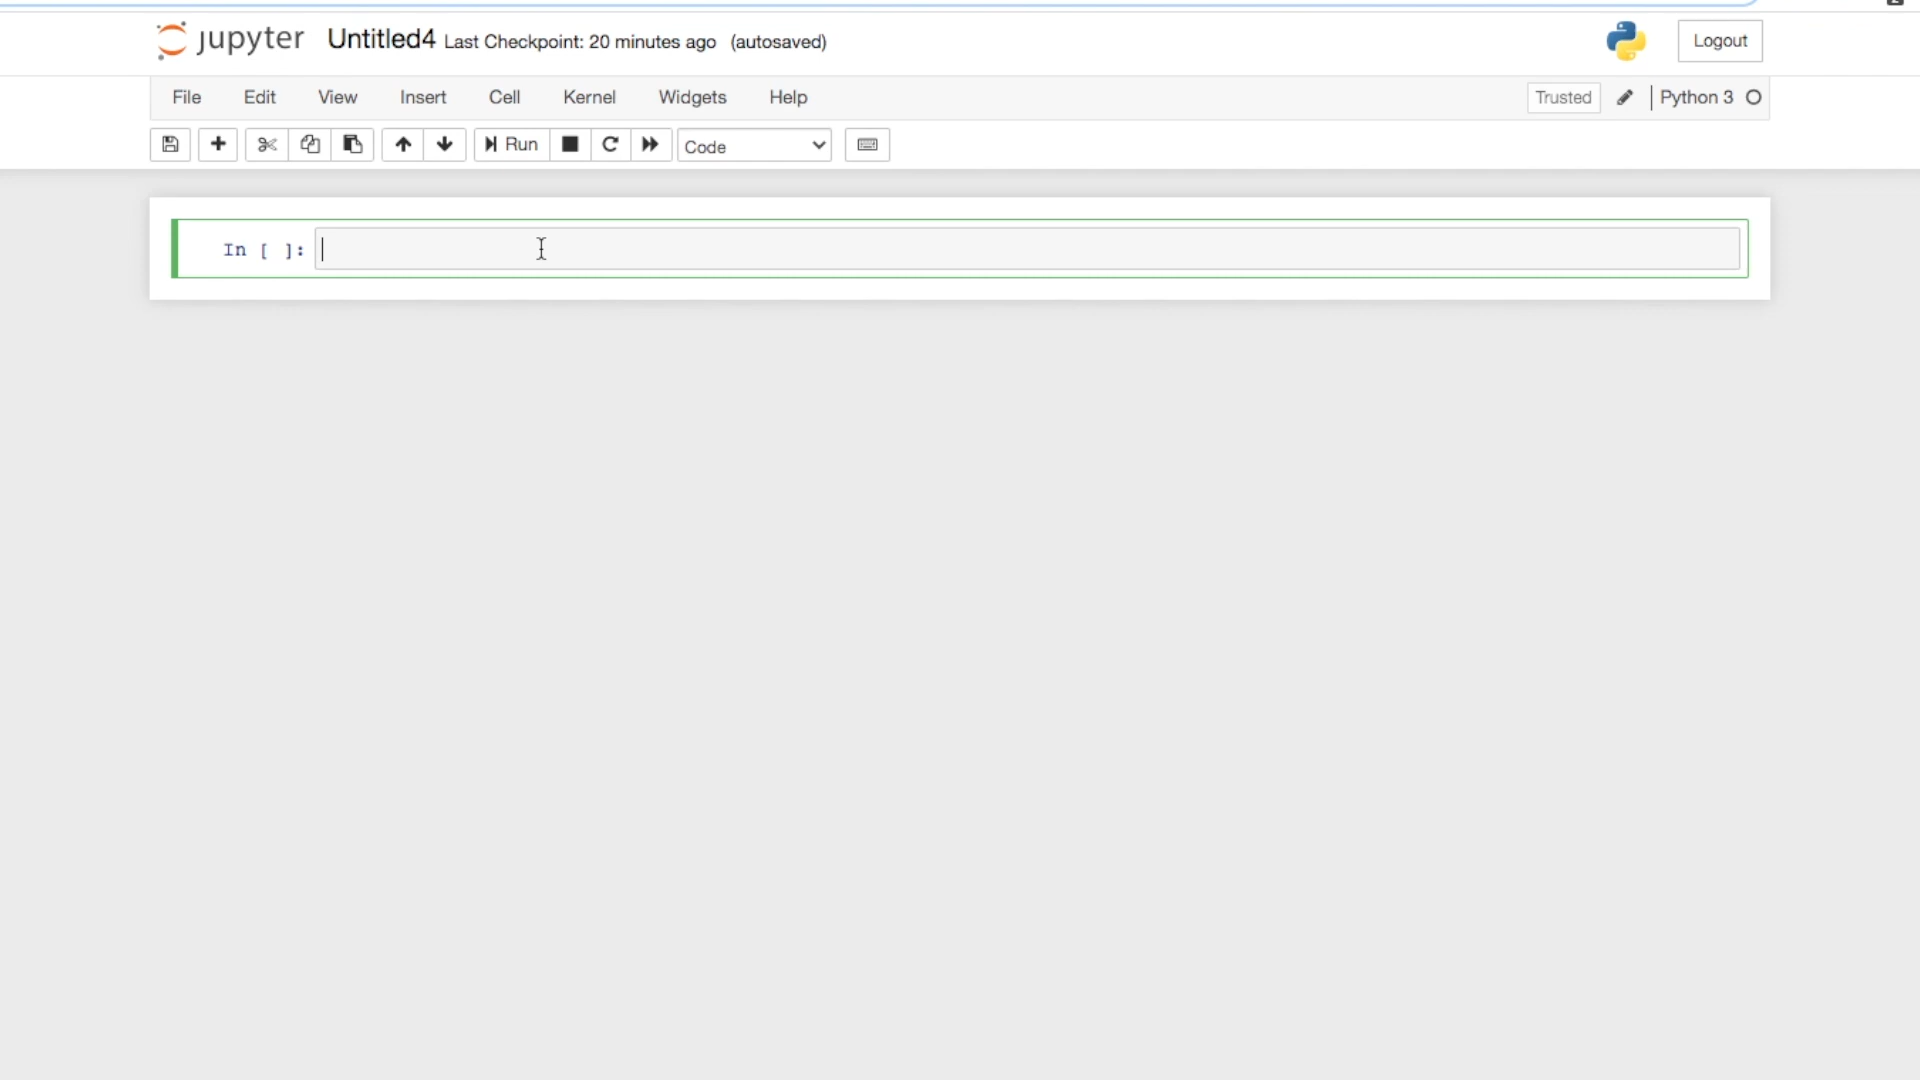 jupyter Untitled4 Last Checkpoint: 20 minutes ago (autosaved) Logout
File Edit View Insert Cell Kernel Widgets Help Trusted Python 3
Run Code
In [ ]: